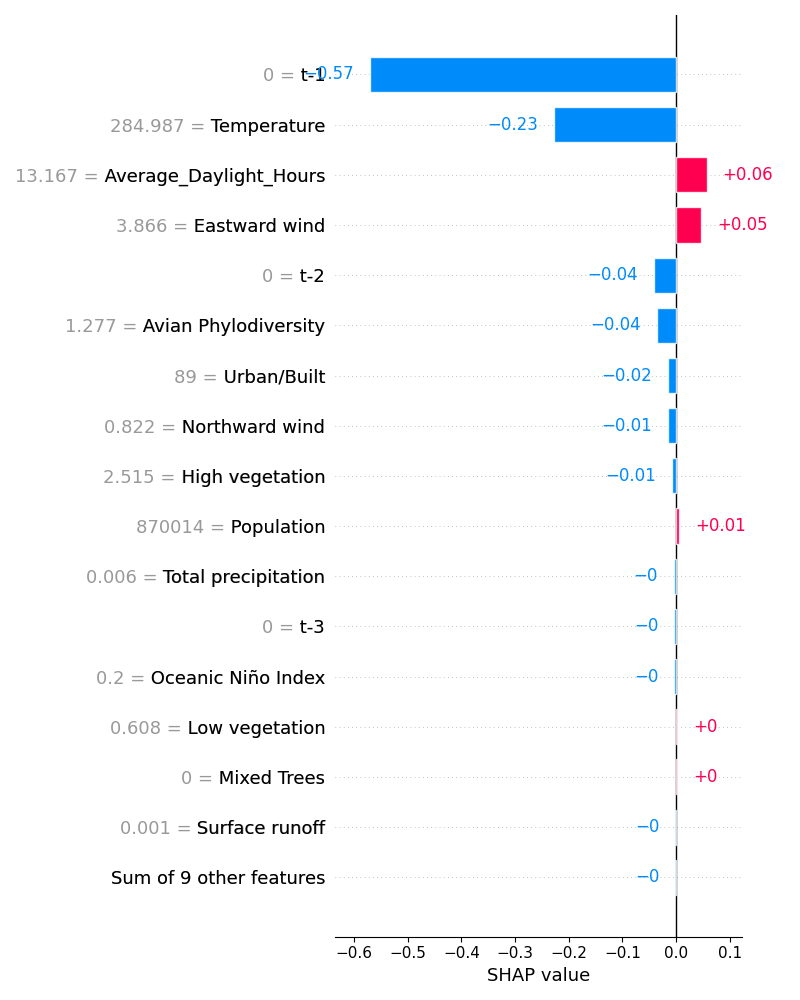 0 = t-1 −0.57
284.987 = Temperature −0.23
13.167 = Average_Daylight_Hours +0.06
3.866 = Eastward wind +0.05
0 = t-2 −0.04
1.277 = Avian Phylodiversity −0.04
89 = Urban/Built −0.02
0.822 = Northward wind −0.01
2.515 = High vegetation −0.01
870014 = Population +0.01
0.006 = Total precipitation −0
0 = t-3 −0
0.2 = Oceanic Niño Index −0
0.608 = Low vegetation +0
0 = Mixed Trees +0
0.001 = Surface runoff −0
Sum of 9 other features −0
−0.6 −0.5 −0.4 −0.3 −0.2 −0.1 0.0 0.1
SHAP value